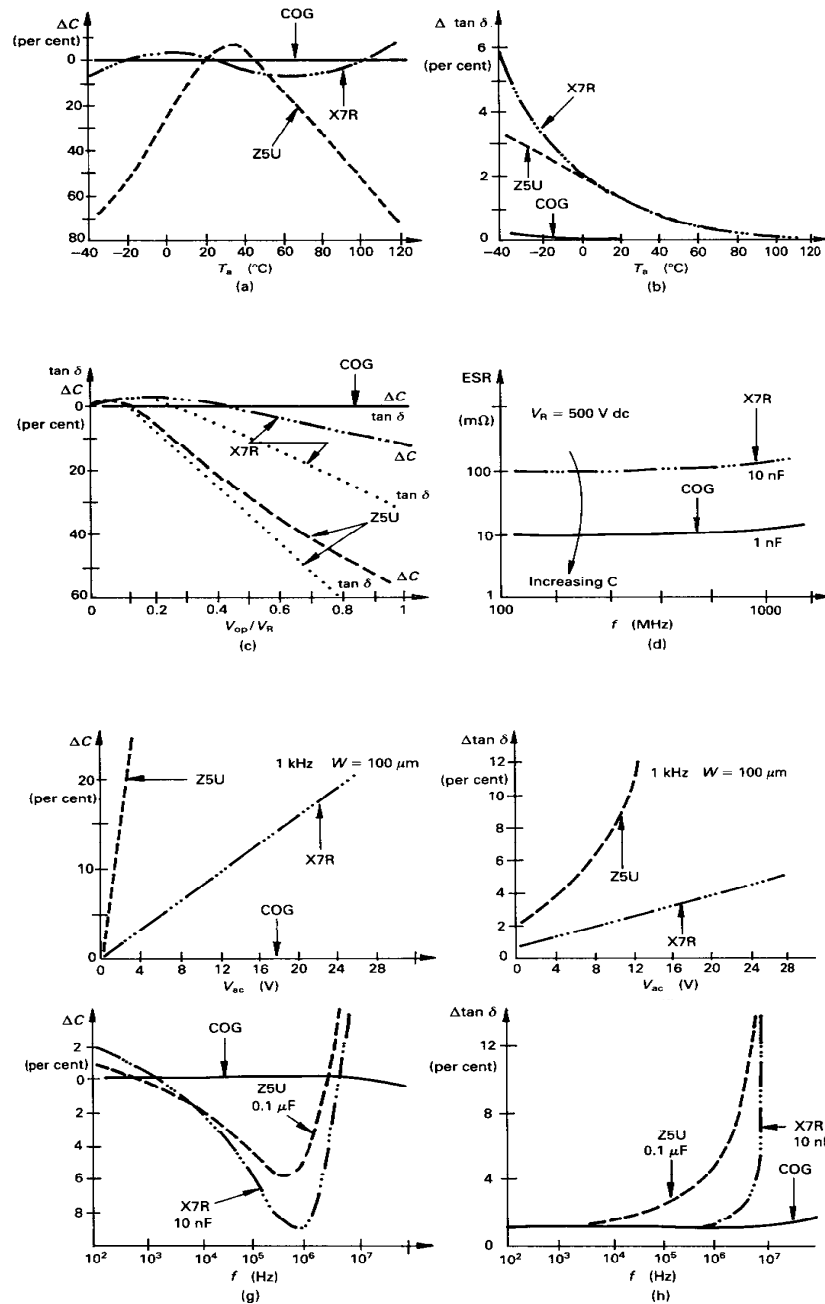 ΔC
(per cent)
COG
0
20
40
60
80
X7R
Z5U
−40 −20 0 20 40 60 80 100 120
Tₐ (°C)
(a)
Δ tan δ
6
(per cent)
4
2
0
X7R
Z5U
COG
−40 −20 0 20 40 60 80 100 120
Tₐ (°C)
(b)
tan δ
ΔC
0
(per cent)
20
40
60
COG
ΔC
tan δ
X7R
ΔC
tan δ
Z5U
tan δ
ΔC
0 0.2 0.4 0.6 0.8 1
V_op/V_R
(c)
ESR
(mΩ)
V_R = 500 V dc
X7R
100
10 nF
COG
10
1 nF
Increasing C
1
100 1000
f (MHz)
(d)
ΔC
20
(per cent)
10
0
Z5U
1 kHz W = 100 μm
X7R
COG
0 4 8 12 16 20 24 28
V_ac (V)
Δtan δ
(per cent)
12
10
8
6
4
2
0
1 kHz W = 100 μm
Z5U
X7R
0 4 8 12 16 20 24 28
V_ac (V)
ΔC
2
(per cent)
0
2
4
6
8
COG
Z5U
0.1 μF
X7R
10 nF
10² 10³ 10⁴ 10⁵ 10⁶ 10⁷
f (Hz)
(g)
Δtan δ
12
(per cent)
8
4
0
Z5U
0.1 μF
X7R
10 nF
COG
10² 10³ 10⁴ 10⁵ 10⁶ 10⁷
f (Hz)
(h)